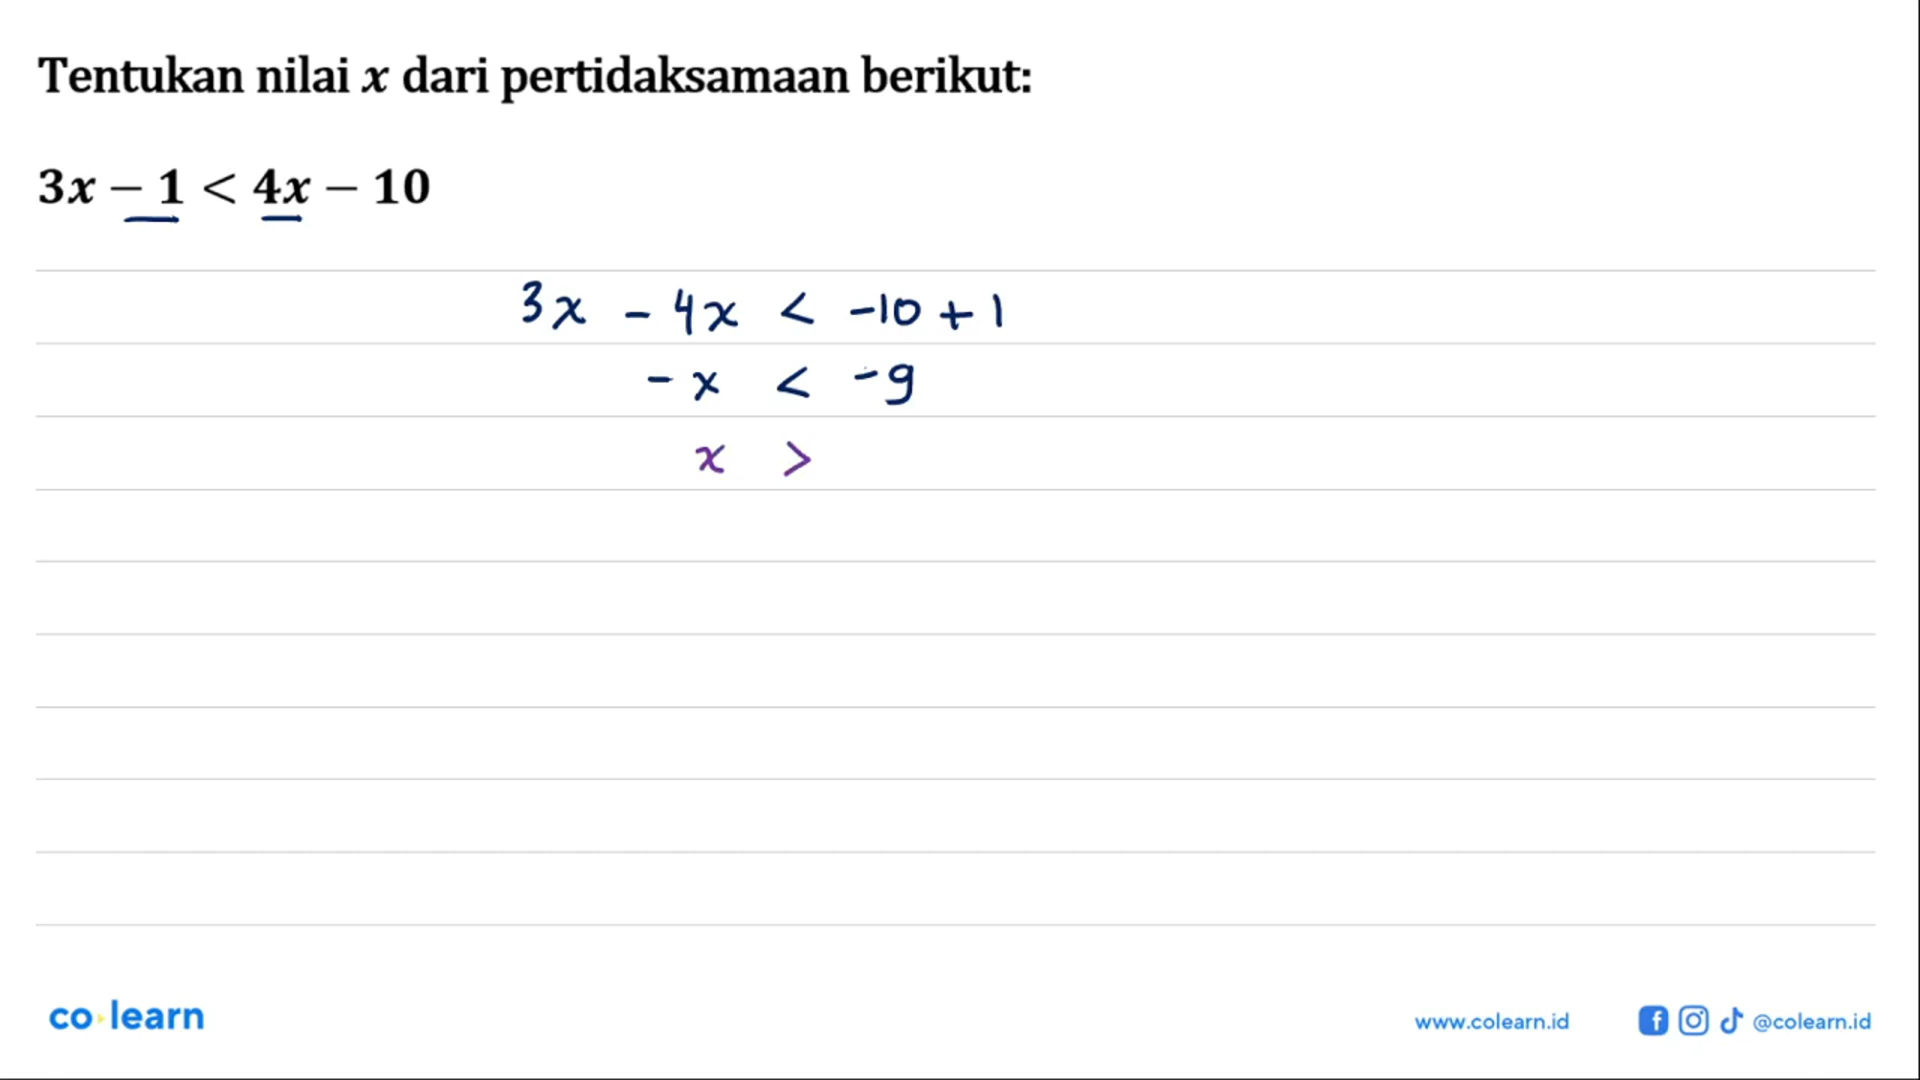 Tentukan nilai x dari pertidaksamaan berikut:
3x − 1 < 4x − 10
3x - 4x < -10 + 1
- x < -9
x >
co learn
www.colearn.id
@colearn.id